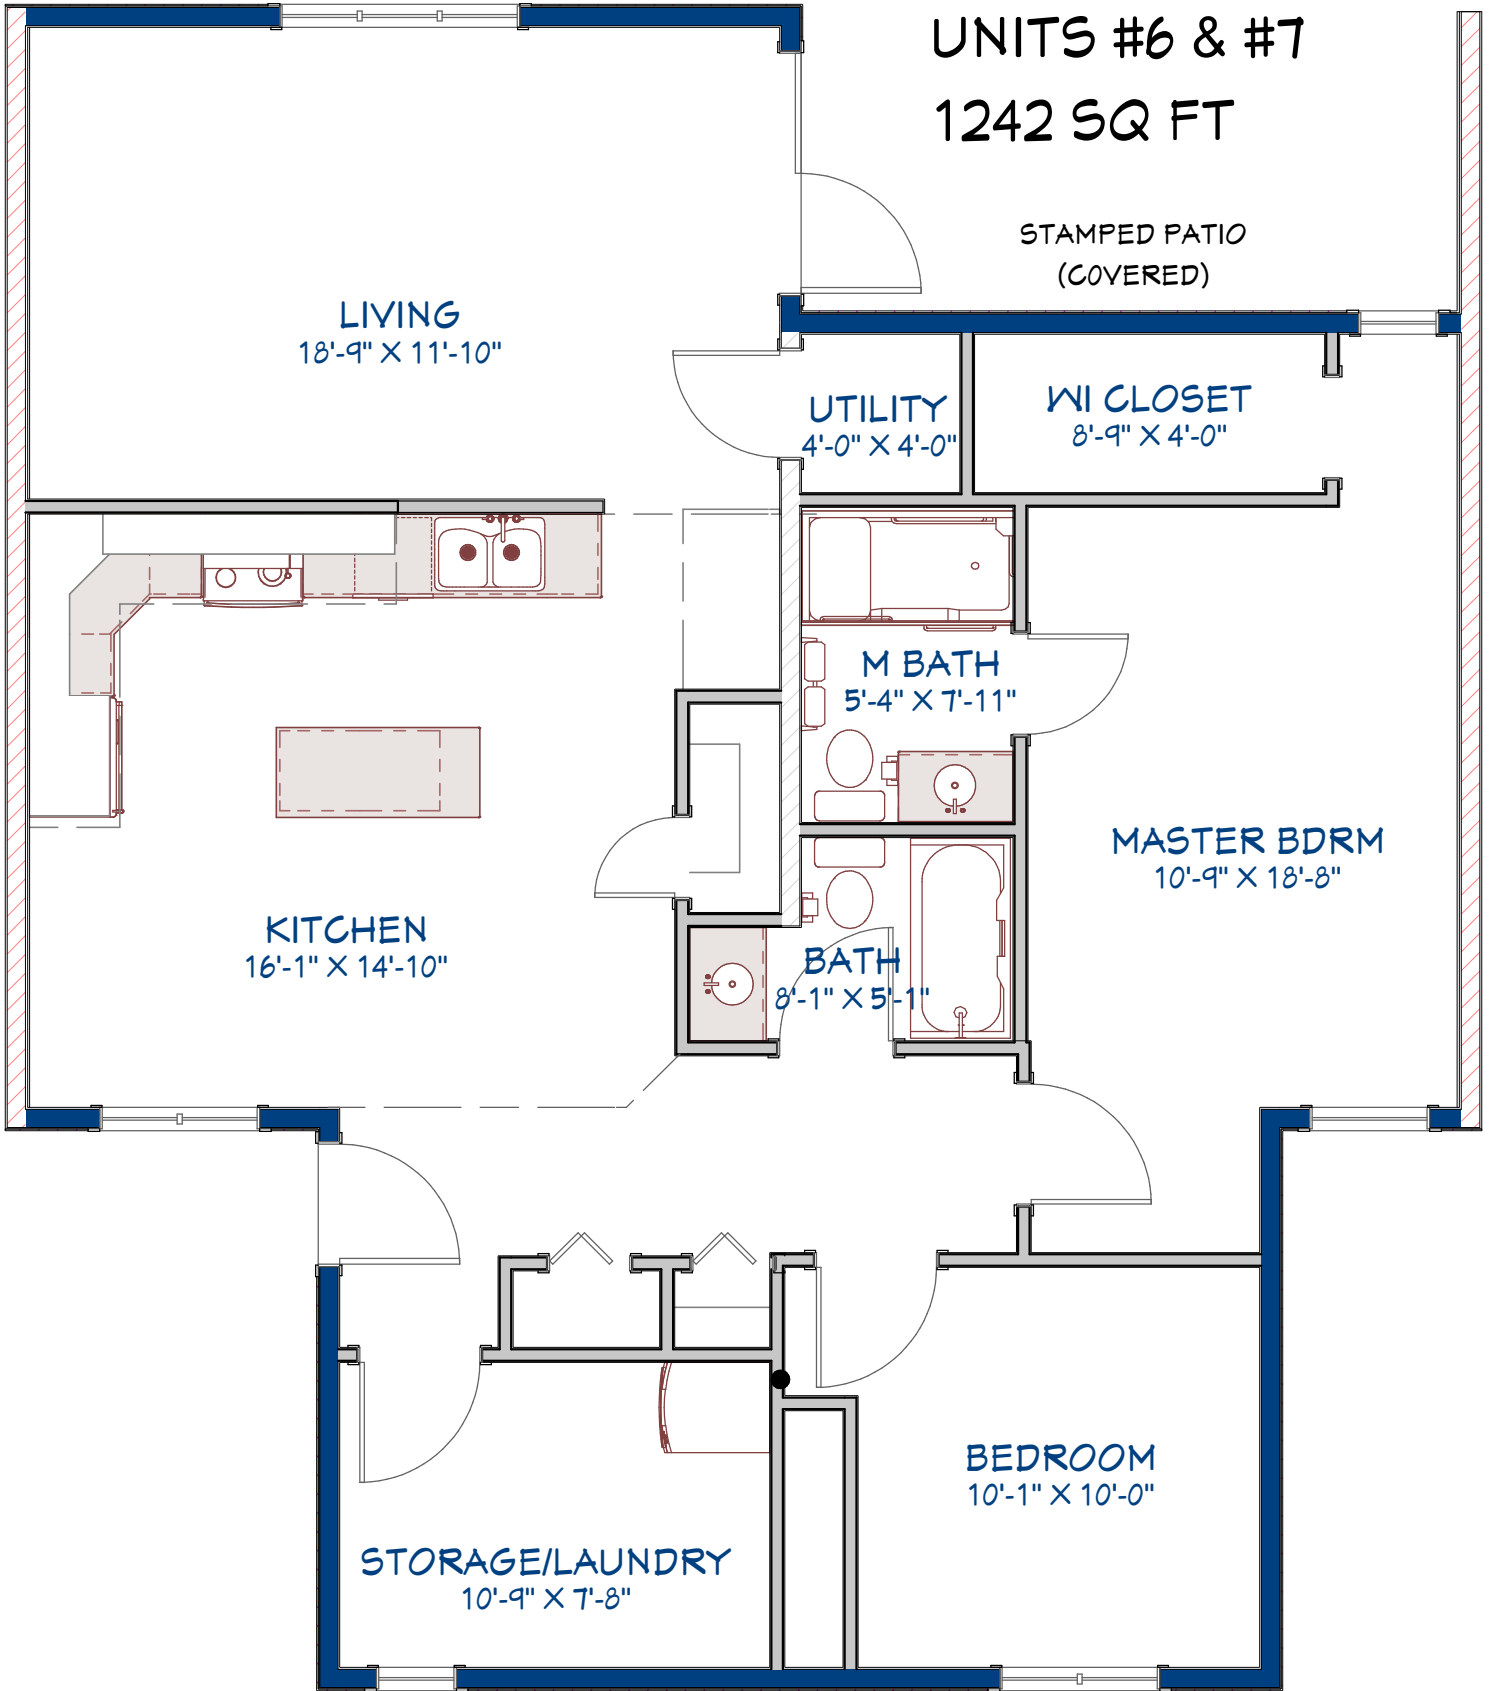 UNITS #6 & #7
1242 SQ FT
STAMPED PATIO
(COVERED)
LIVING
18'-9" X 11'-10"
UTILITY
4'-0" X 4'-0"
WI CLOSET
8'-9" X 4'-0"
M BATH
5'-4" X 7'-11"
MASTER BDRM
10'-9" X 18'-8"
KITCHEN
16'-1" X 14'-10"
BATH
8'-1" X 5'-1"
BEDROOM
10'-1" X 10'-0"
STORAGE/LAUNDRY
10'-9" X 7'-8"